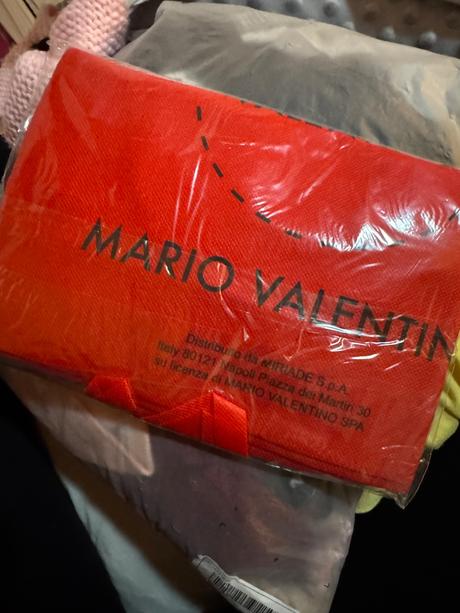 MARIO VALENTIN
Distribuito da MIRIADE S.p.A.
Italy 80121 Napoli Piazza dei Martiri 30
su licenza di MARIO VALENTINO SPA